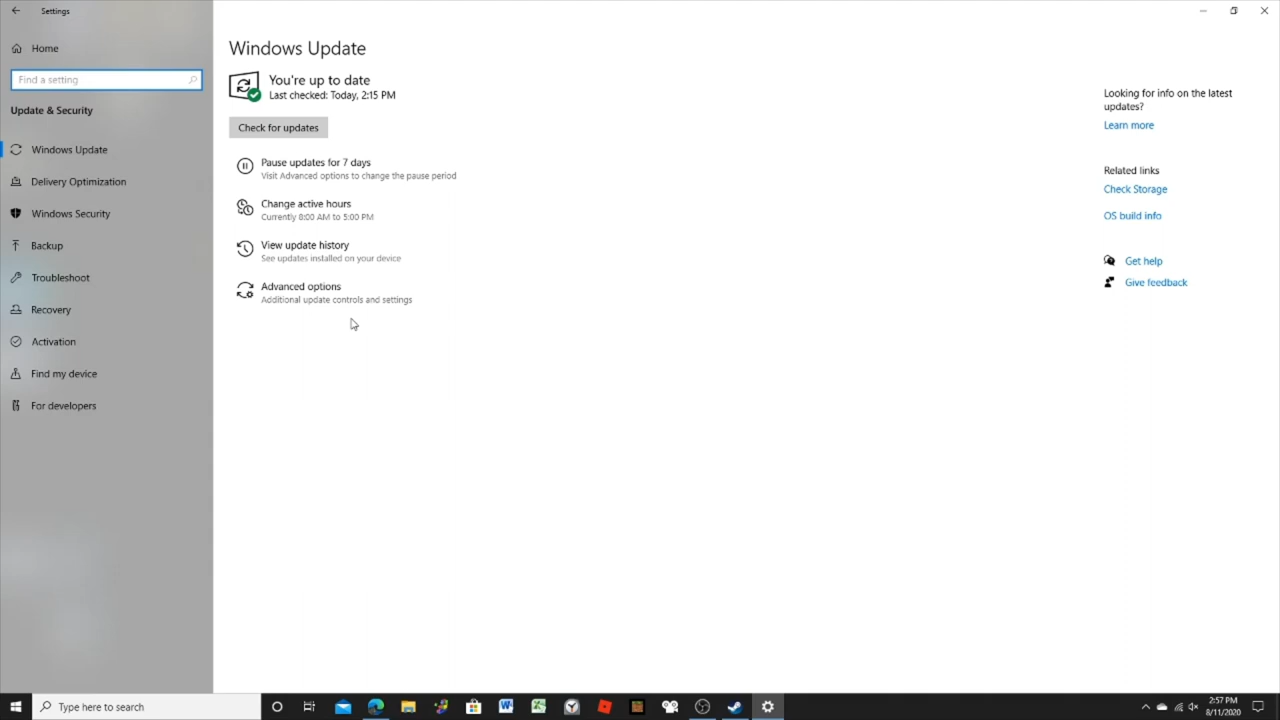 Settings
Home
Find a setting
Update & Security
Windows Update
Delivery Optimization
Windows Security
Backup
Troubleshoot
Recovery
Activation
Find my device
For developers
Windows Update
You're up to date
Last checked: Today, 2:15 PM
Check for updates
Pause updates for 7 days
Visit Advanced options to change the pause period
Change active hours
Currently 8:00 AM to 5:00 PM
View update history
See updates installed on your device
Advanced options
Additional update controls and settings
Looking for info on the latest
updates?
Learn more
Related links
Check Storage
OS build info
Get help
Give feedback
Type here to search
2:57 PM
8/11/2020